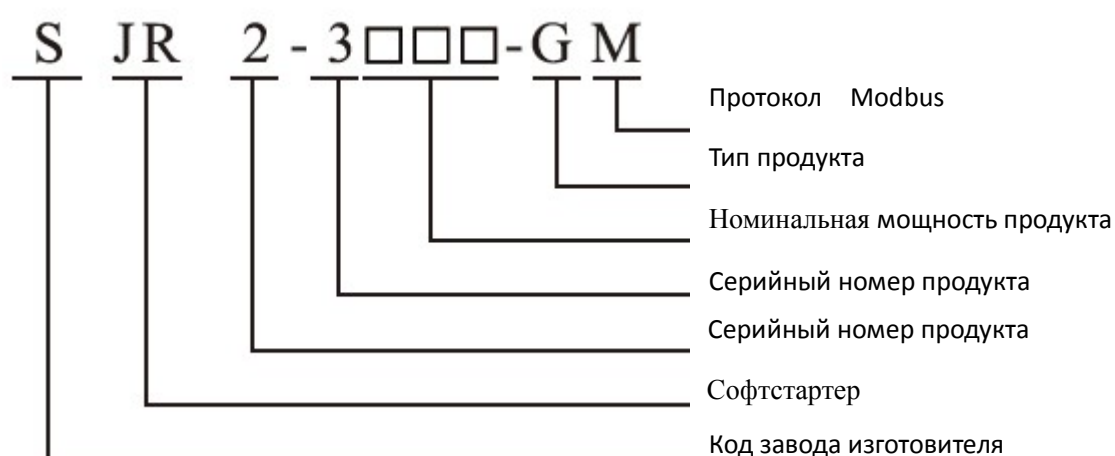 S JR 2 - 3□□□-G M
Протокол Modbus
Тип продукта
Номинальная мощность продукта
Серийный номер продукта
Серийный номер продукта
Софтстартер
Код завода изготовителя